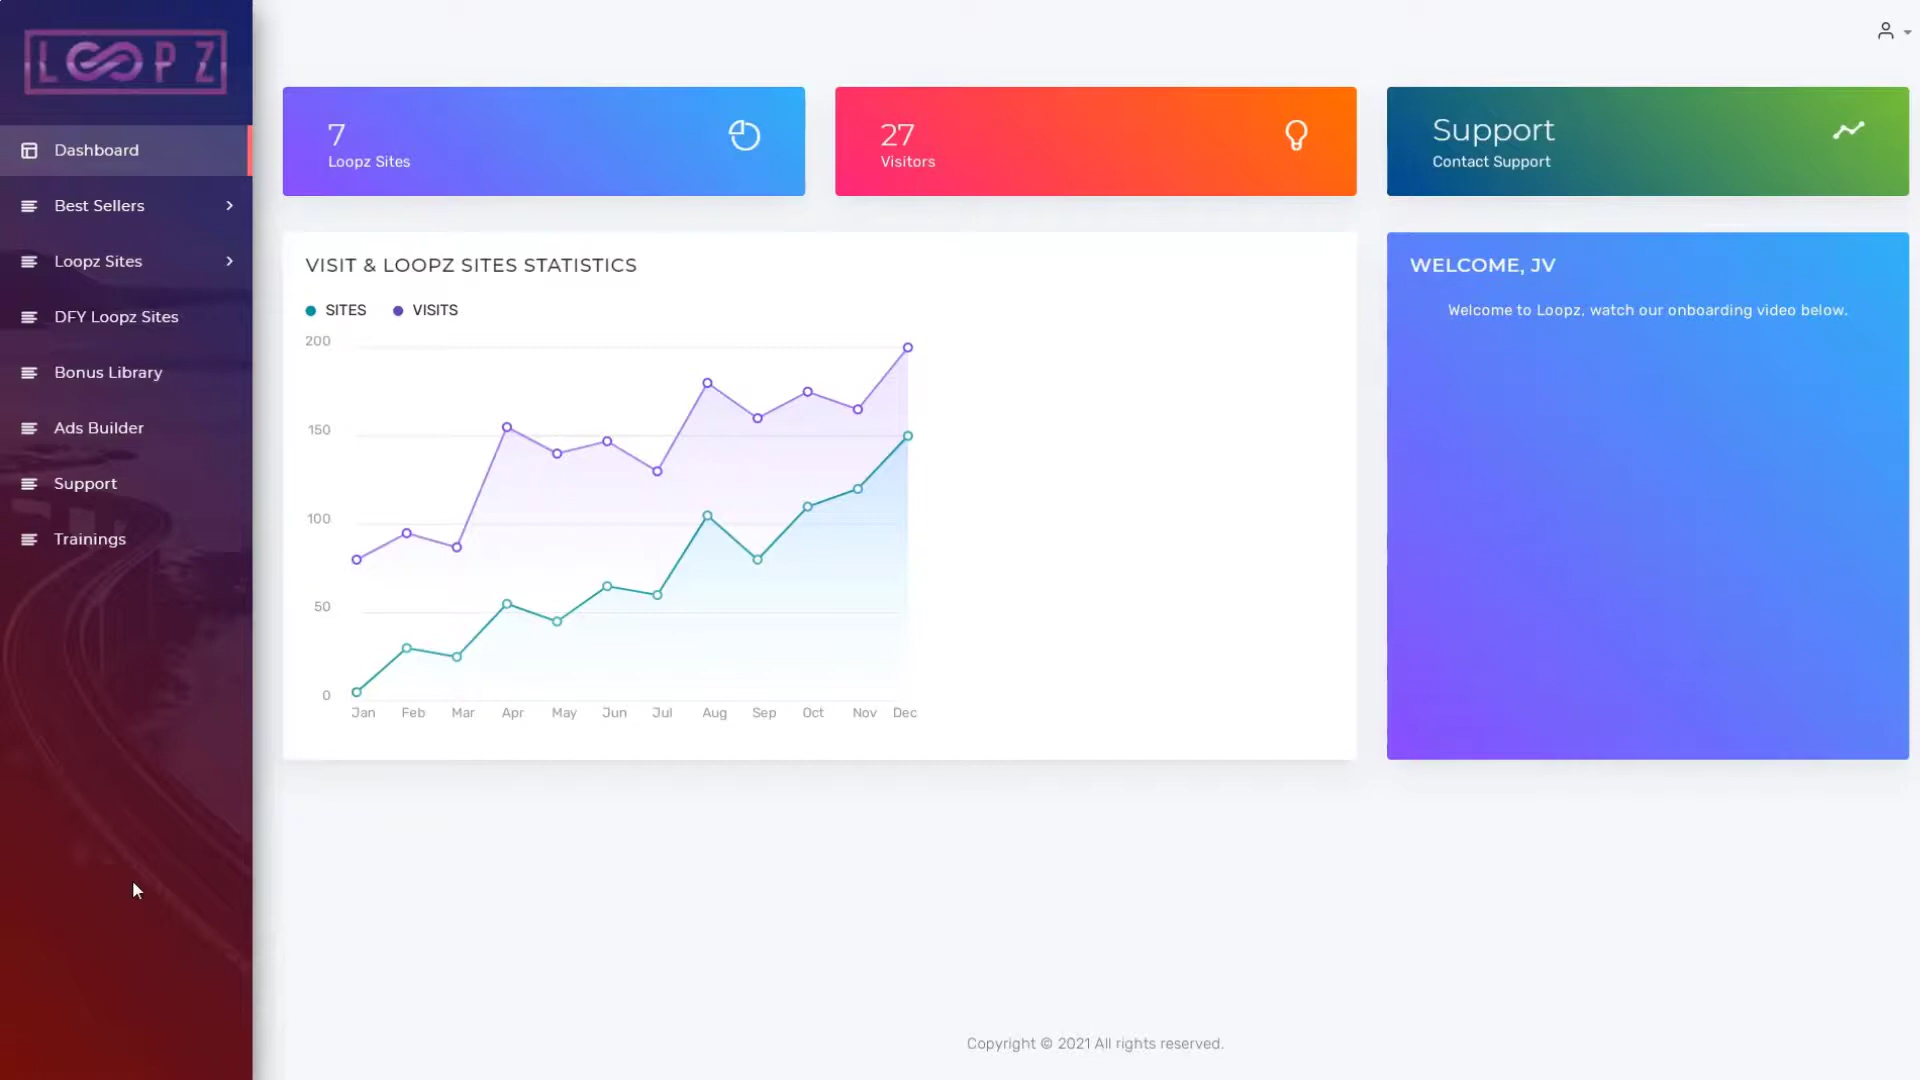 LOOPZ
Dashboard
Best Sellers
Loopz Sites
DFY Loopz Sites
Bonus Library
Ads Builder
Support
Trainings
7
Loopz Sites
27
Visitors
Support
Contact Support
VISIT & LOOPZ SITES STATISTICS
SITES VISITS
200
150
100
50
0
Jan Feb Mar Apr May Jun Jul Aug Sep Oct Nov Dec
WELCOME, JV
Welcome to Loopz, watch our onboarding video below.
Copyright © 2021 All rights reserved.